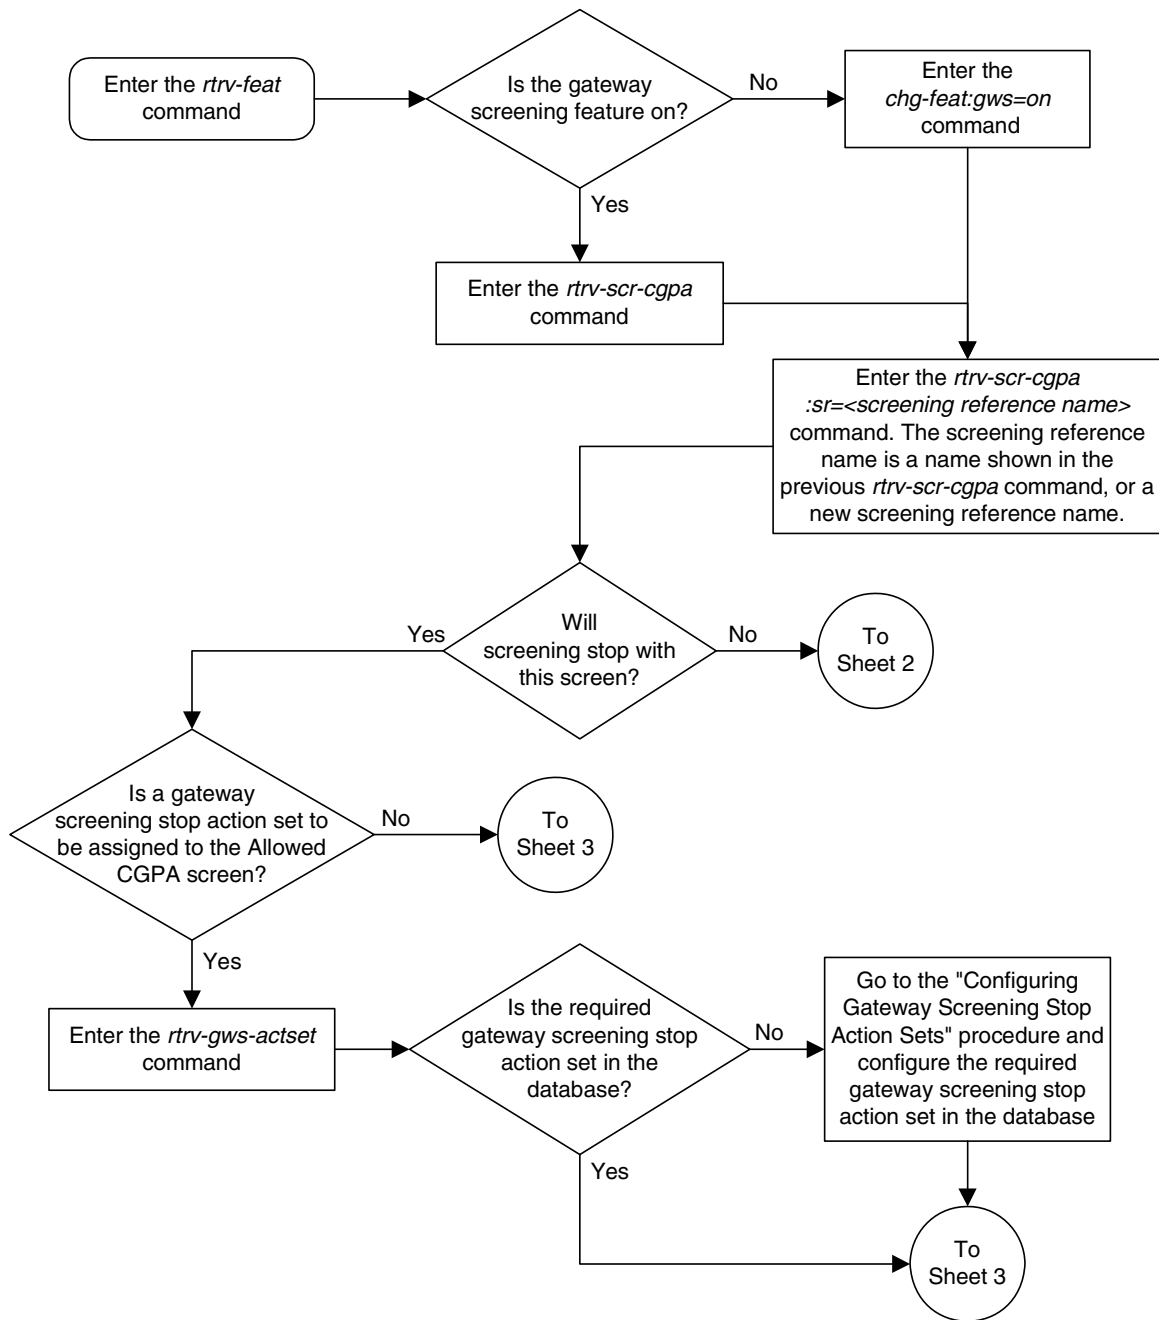 Enter the rtrv-feat
command
Is the gateway
screening feature on?
No
Enter the
chg-feat:gws=on
command
Yes
Enter the rtrv-scr-cgpa
command
Enter the rtrv-scr-cgpa
:sr=<screening reference name>
command. The screening reference
name is a name shown in the
previous rtrv-scr-cgpa command, or a
new screening reference name.
Will
screening stop with
this screen?
Yes
No
To
Sheet 2
Is a gateway
screening stop action set to
be assigned to the Allowed
CGPA screen?
No
To
Sheet 3
Yes
Enter the rtrv-gws-actset
command
Is the required
gateway screening stop
action set in the
database?
No
Go to the "Configuring
Gateway Screening Stop
Action Sets" procedure and
configure the required
gateway screening stop
action set in the database
Yes
To
Sheet 3